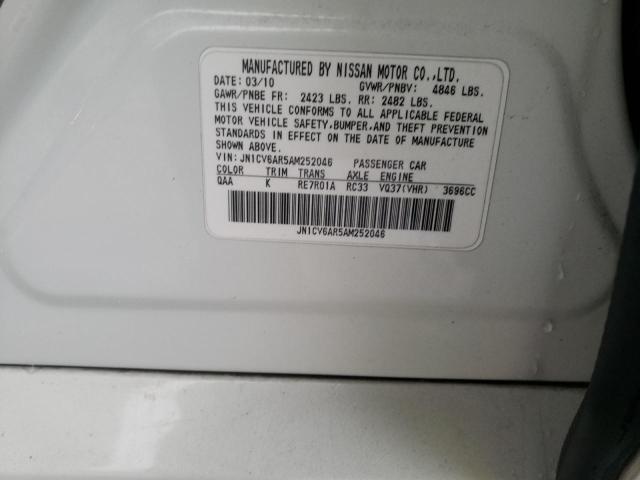 MANUFACTURED BY NISSAN MOTOR CO.,LTD.
DATE: 03/10 GVWR/PNBV: 4846 LBS.
GAWR/PNBE FR: 2423 LBS. RR: 2482 LBS.
THIS VEHICLE CONFORMS TO ALL APPLICABLE FEDERAL
MOTOR VEHICLE SAFETY,BUMPER,AND THEFT PREVENTION
STANDARDS IN EFFECT ON THE DATE OF MANUFACTURE
SHOWN ABOVE.
VIN:JN1CV6AR5AM252046 PASSENGER CAR
COLOR TRIM TRANS AXLE ENGINE
QAA K RE7R01A RC33 VQ37(VHR) 3696CC
JN1CV6AR5AM252046